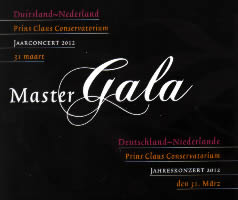 Duitsland–Nederland
Prins Claus Conservatorium
Jaarconcert 2012
31 maart
Master Gala
Deutschland–Niederlande
Prins Claus Conservatorium
Jahreskonzert 2012
den 31. März